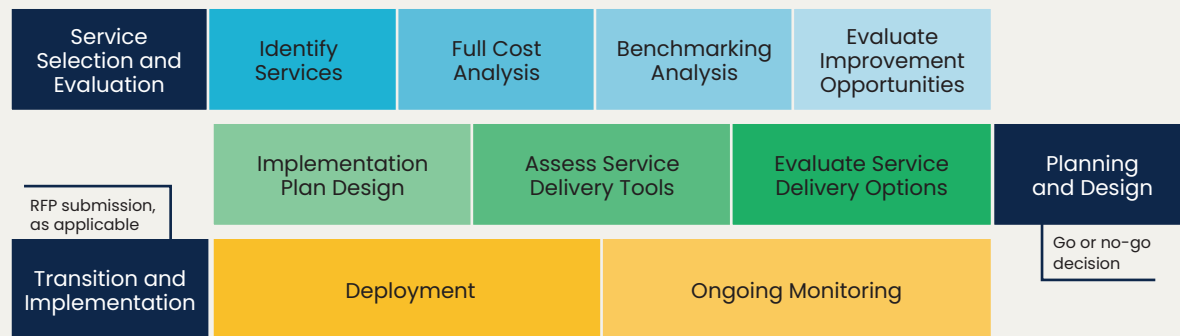 Service
Selection and
Evaluation
Identify
Services
Full Cost
Analysis
Benchmarking
Analysis
Evaluate
Improvement
Opportunities
Implementation
Plan Design
Assess Service
Delivery Tools
Evaluate Service
Delivery Options
Planning
and Design
RFP submission,
as applicable
Go or no-go
decision
Transition and
Implementation
Deployment
Ongoing Monitoring